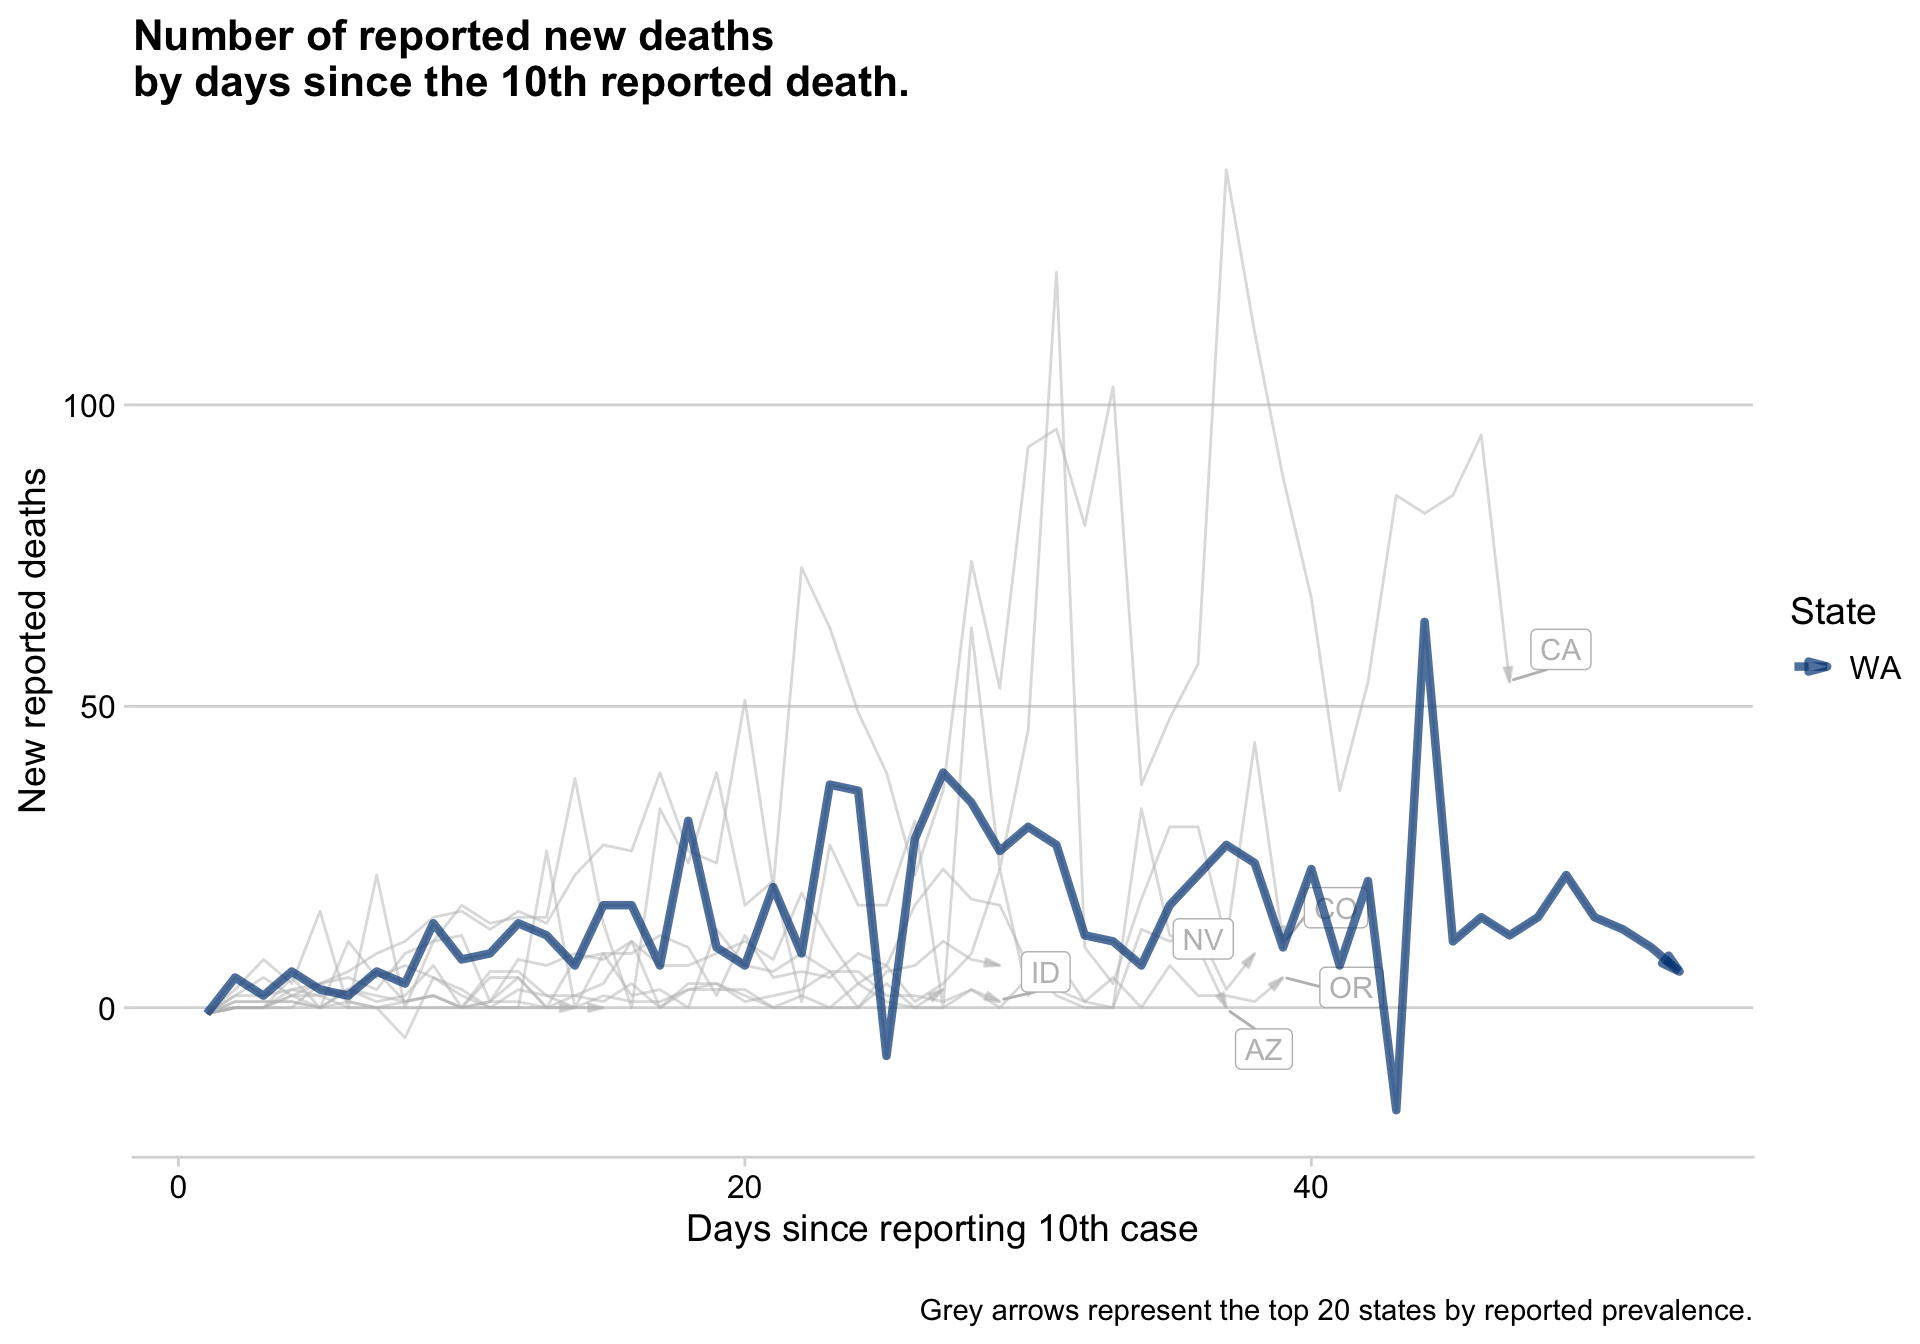 Number of reported new deaths
by days since the 10th reported death.
New reported deaths
100
50
0
CA
CO
NV
ID
OR
AZ
State
WA
0
20
40
Days since reporting 10th case
Grey arrows represent the top 20 states by reported prevalence.